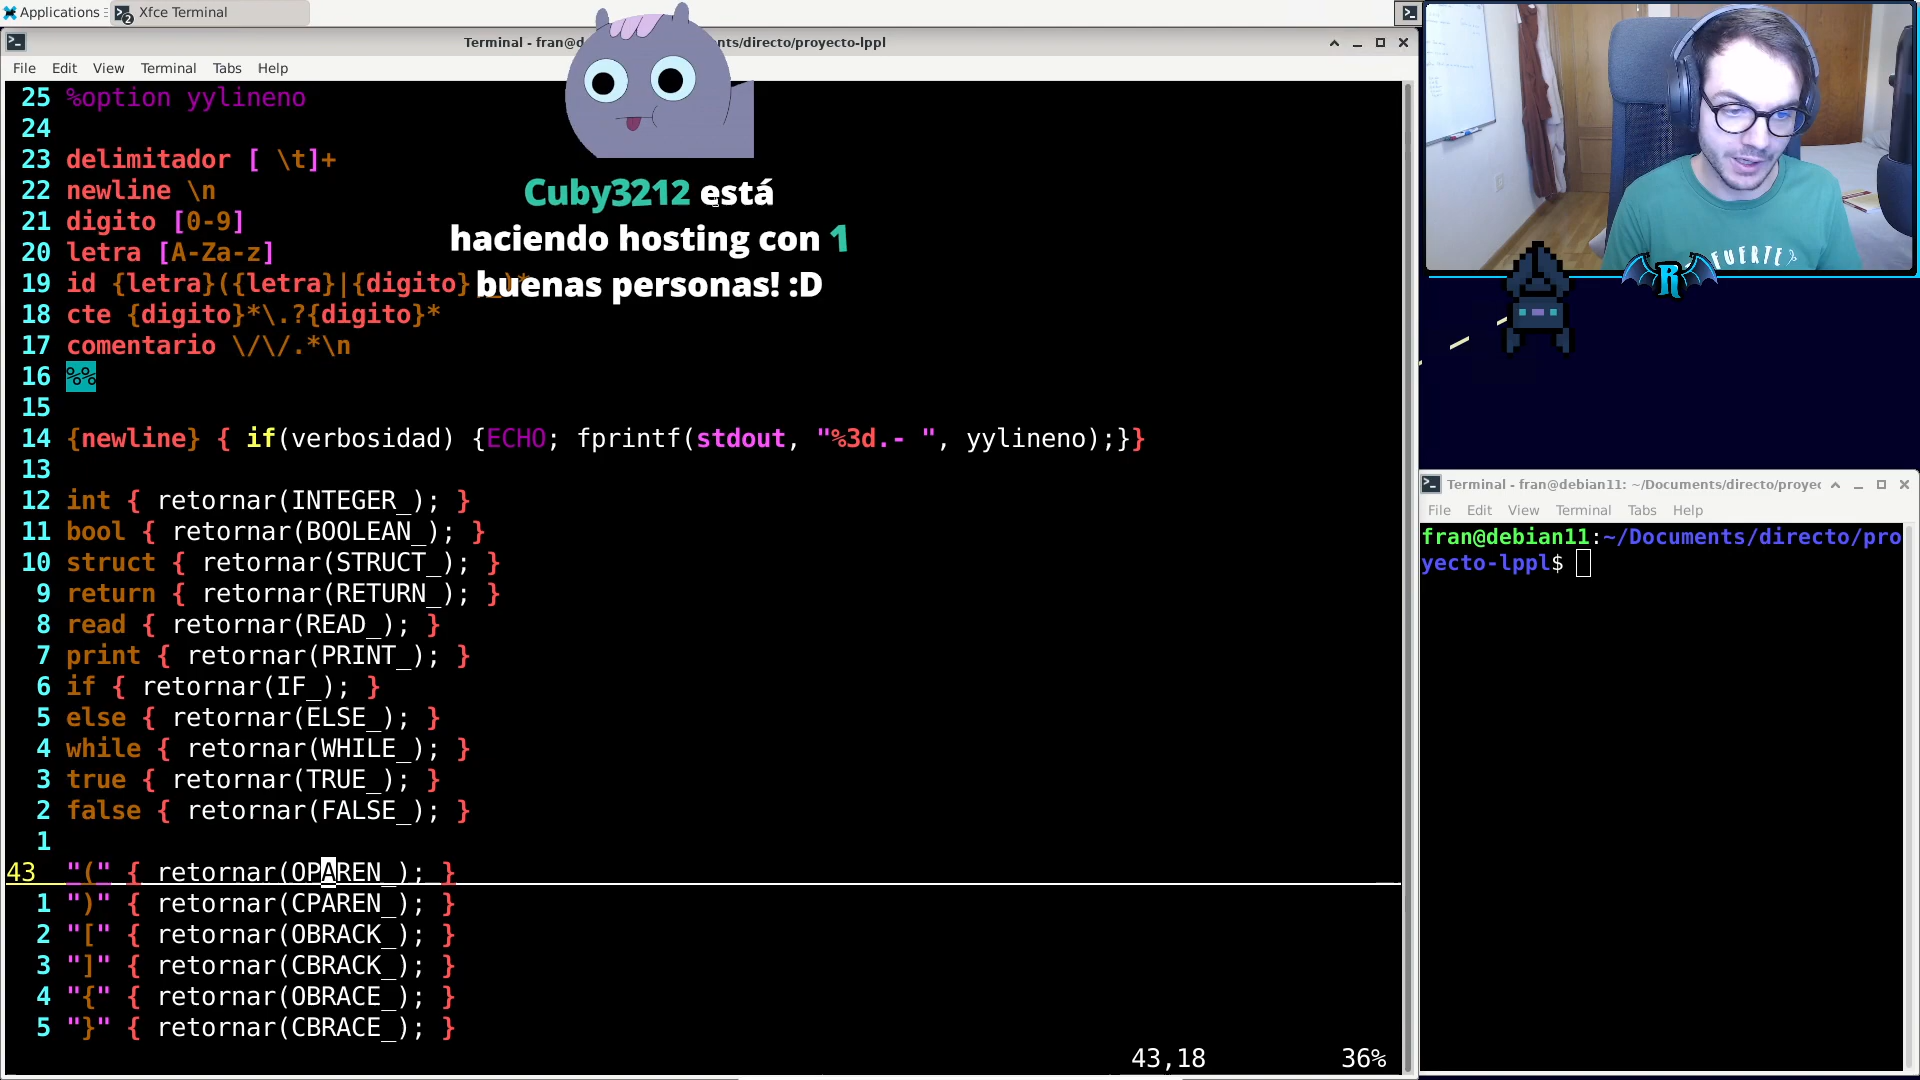 Applications
Xfce Terminal
2
Terminal - fran@d
nts/directo/proyecto-lppl
File Edit View Terminal Tabs Help
25 %option yylineno
24
23 delimitador [ \t]+
22 newline \n
21 digito [0-9]
20 letra [A-Za-z]
19 id {letra}({letra}|{digito}
18 cte {digito}*\.?{digito}*
17 comentario \/\/.*\n
16 %%
15
14 {newline} { if(verbosidad) {ECHO; fprintf(stdout, "%3d.- ", yylineno);}}
13
12 int { retornar(INTEGER_); }
11 bool { retornar(BOOLEAN_); }
10 struct { retornar(STRUCT_); }
9 return { retornar(RETURN_); }
8 read { retornar(READ_); }
7 print { retornar(PRINT_); }
6 if { retornar(IF_); }
5 else { retornar(ELSE_); }
4 while { retornar(WHILE_); }
3 true { retornar(TRUE_); }
2 false { retornar(FALSE_); }
1
43 "(" { retornar(OPAREN_); }
1 ")" { retornar(CPAREN_); }
2 "[" { retornar(OBRACK_); }
3 "]" { retornar(CBRACK_); }
4 "{" { retornar(OBRACE_); }
5 "}" { retornar(CBRACE_); }
43,18 36%
Cuby3212 está
haciendo hosting con 1
buenas personas! :D
FUERTE
R
Terminal - fran@debian11: ~/Documents/directo/proyec
File Edit View Terminal Tabs Help
fran@debian11:~/Documents/directo/pro
yecto-lppl$